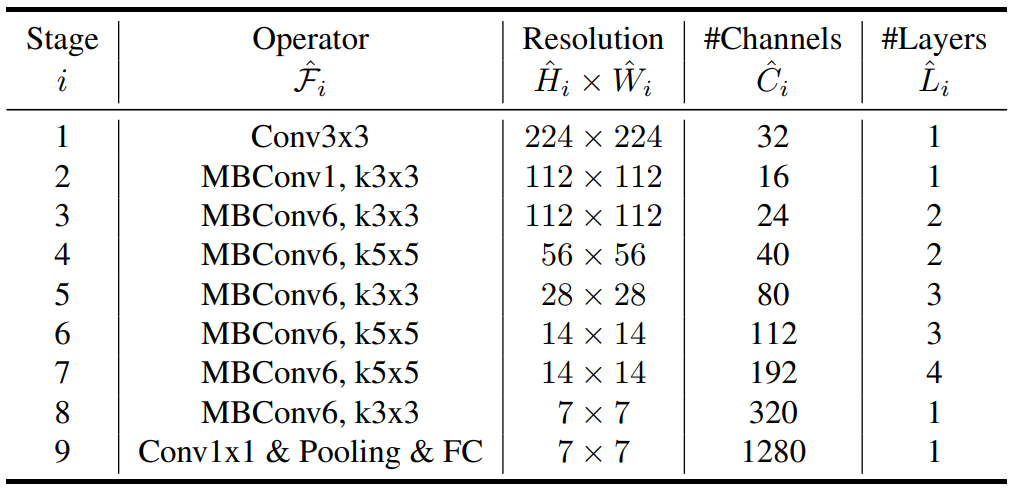 Stage Operator Resolution #Channels #Layers
i F̂ᵢ Ĥᵢ × Ŵᵢ Ĉᵢ L̂ᵢ
1 Conv3x3 224 × 224 32 1
2 MBConv1, k3x3 112 × 112 16 1
3 MBConv6, k3x3 112 × 112 24 2
4 MBConv6, k5x5 56 × 56 40 2
5 MBConv6, k3x3 28 × 28 80 3
6 MBConv6, k5x5 14 × 14 112 3
7 MBConv6, k5x5 14 × 14 192 4
8 MBConv6, k3x3 7 × 7 320 1
9 Conv1x1 & Pooling & FC 7 × 7 1280 1